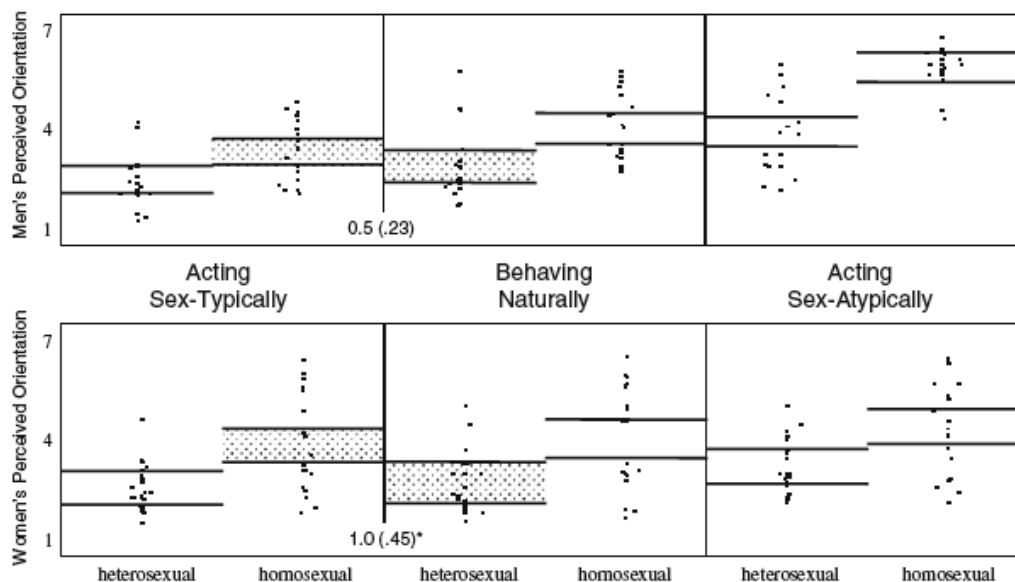 Men's Perceived Orientation
7
4
1
0.5 (.23)
Acting
Sex-Typically
Behaving
Naturally
Acting
Sex-Atypically
Women's Perceived Orientation
7
4
1
1.0 (.45)*
heterosexual homosexual heterosexual homosexual heterosexual homosexual